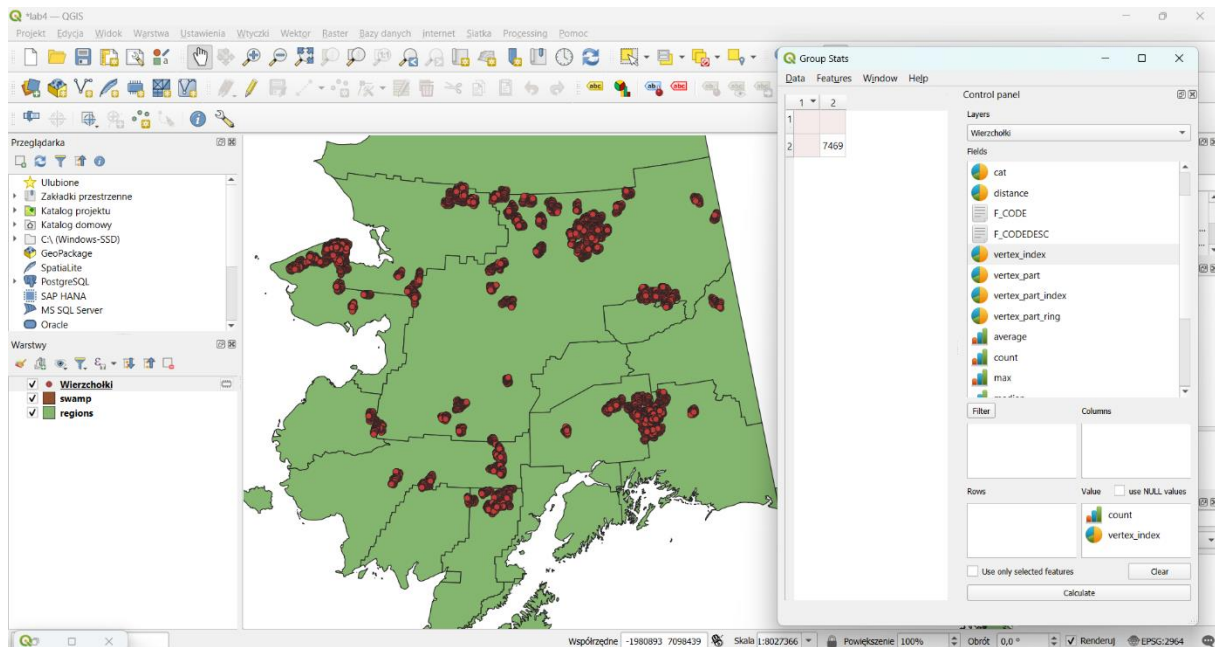 *lab4 — QGIS
Projekt Edycja Widok Warstwa Ustawienia Wtyczki Wektor Raster Bazy danych Internet Siatka Processing Pomoc
abc
Przeglądarka
Ulubione
Zakładki przestrzenne
Katalog projektu
Katalog domowy
C:\ (Windows-SSD)
GeoPackage
SpatiaLite
PostgreSQL
SAP HANA
MS SQL Server
Oracle
Warstwy
Wierzchołki
swamp
regions
Group Stats
Data Features Window Help
1 2
1
2 7469
Control panel
Layers
Wierzchołki
Fields
cat
distance
F_CODE
F_CODEDESC
vertex_index
vertex_part
vertex_part_index
vertex_part_ring
average
count
max
Filter Columns
Rows Value use NULL values
count
vertex_index
Use only selected features Clear
Calculate
Współrzędne -1980893 7098439 Skala 1:8027366 Powiększenie 100% Obrót 0,0 ° Renderuj EPSG:2964